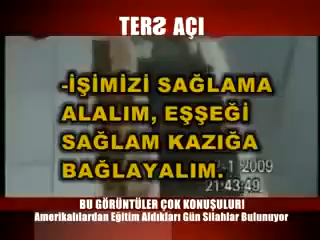 TERS AÇI
-İŞİMİZİ SAĞLAMA
ALALIM, EŞŞEĞİ
SAĞLAM KAZIĞA
BAĞLAYALIM.
1 2009
21:43:49
BU GÖRÜNTÜLER ÇOK KONUŞULUR!
Amerikalılardan Eğitim Aldıkları Gün Silahlar Bulunuyor